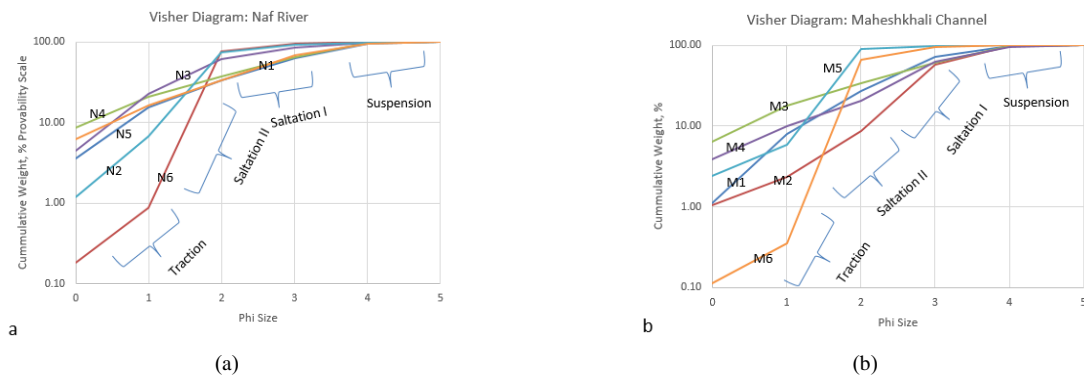 Visher Diagram: Naf River
Cummulative Weight, % Provability Scale
100.00
10.00
1.00
0.10
0
1
2
3
4
5
Phi Size
N3
N1
N4
N5
N2
N6
Suspension
Saltation I
Saltation II
Traction
a
(a)
Visher Diagram: Maheshkhali Channel
Cummulative Weight, %
100.00
10.00
1.00
0.10
0
1
2
3
4
5
Phi Size
M5
M3
M4
M1
M2
M6
Suspension
Saltation I
Saltation II
Traction
b
(b)